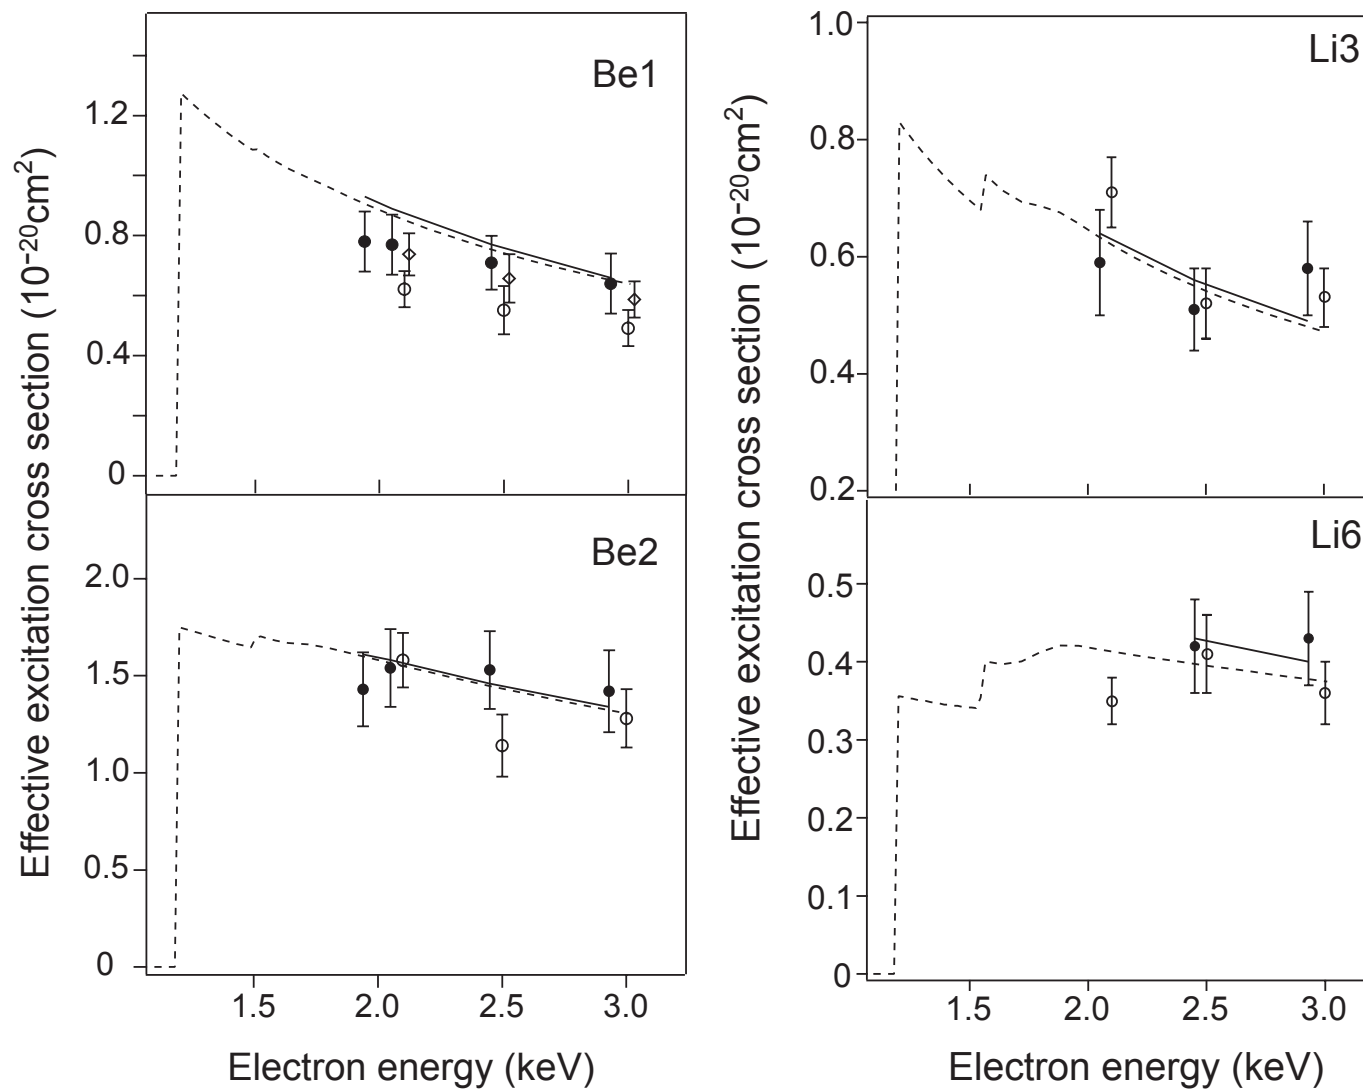 Effective excitation cross section (10⁻²⁰cm²)
Be1
1.2
0.8
0.4
0
Be2
2.0
1.5
1.0
0.5
0
1.5 2.0 2.5 3.0
Electron energy (keV)
Effective excitation cross section (10⁻²⁰cm²)
Li3
1.0
0.8
0.6
0.4
0.2
Li6
0.5
0.4
0.3
0.2
0.1
0
1.5 2.0 2.5 3.0
Electron energy (keV)